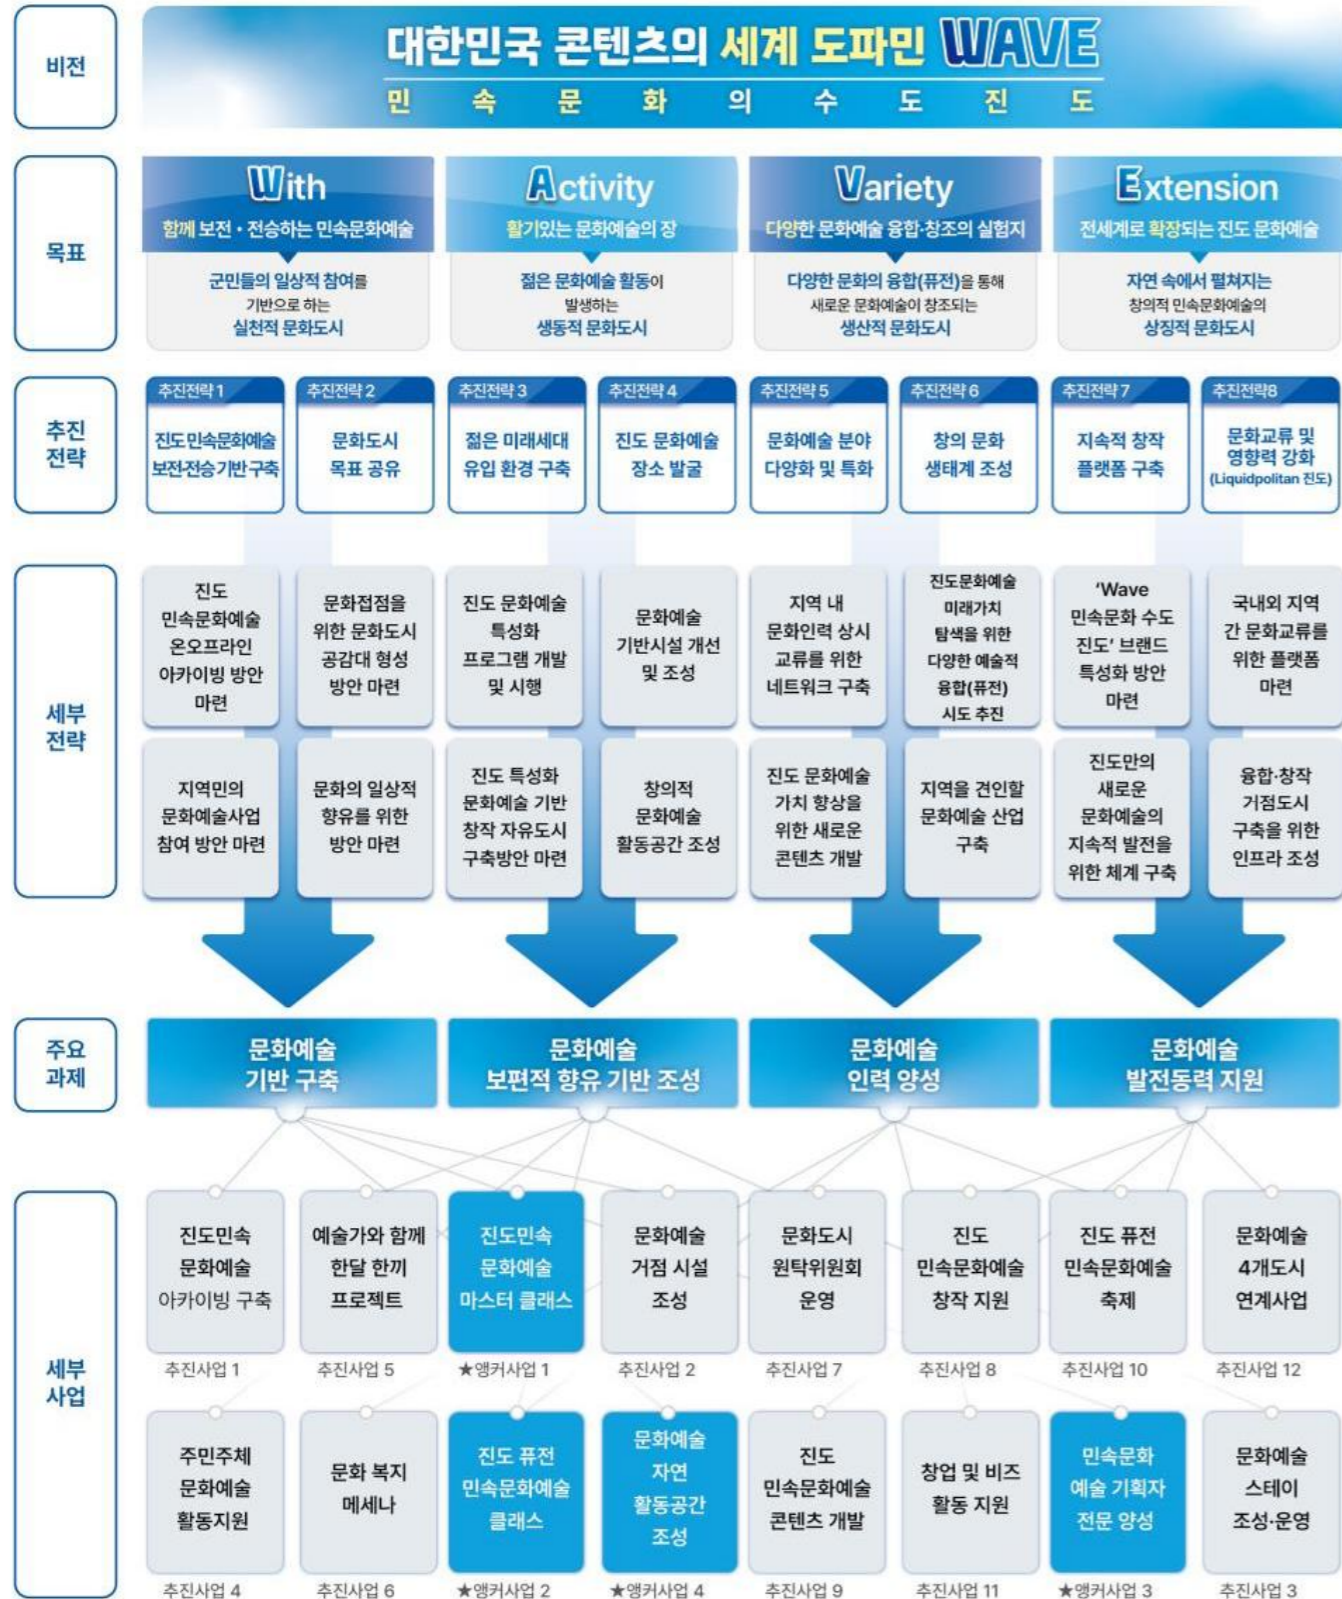 비전
대한민국 콘텐츠의 세계 도파민 WAVE
민속문화의 수도 진도
목표
With
함께 보전・전승하는 민속문화예술
군민들의 일상적 참여를
기반으로 하는
실천적 문화도시
Activity
활기있는 문화예술의 장
젊은 문화예술 활동이
발생하는
생동적 문화도시
Variety
다양한 문화예술 융합·창조의 실험지
다양한 문화의 융합(퓨전)을 통해
새로운 문화예술이 창조되는
생산적 문화도시
Extension
전세계로 확장되는 진도 문화예술
자연 속에서 펼쳐지는
창의적 민속문화예술의
상징적 문화도시
추진
전략
추진전략 1
진도 민속문화예술
보전·전승 기반 구축
추진전략 2
문화도시
목표 공유
추진전략 3
젊은 미래세대
유입 환경 구축
추진전략 4
진도 문화예술
장소 발굴
추진전략 5
문화예술 분야
다양화 및 특화
추진전략 6
창의 문화
생태계 조성
추진전략 7
지속적 창작
플랫폼 구축
추진전략8
문화교류 및
영향력 강화
(Liquidpolitan 진도)
세부
전략
진도
민속문화예술
온오프라인
아카이빙 방안
마련
문화접점을
위한 문화도시
공감대 형성
방안 마련
진도 문화예술
특성화
프로그램 개발
및 시행
문화예술
기반시설 개선
및 조성
지역 내
문화인력 상시
교류를 위한
네트워크 구축
진도문화예술
미래가치
탐색을 위한
다양한 예술적
융합(퓨전)
시도 추진
‘Wave
민속문화 수도
진도’ 브랜드
특성화 방안
마련
국내외 지역
간 문화교류를
위한 플랫폼
마련
지역민의
문화예술사업
참여 방안 마련
문화의 일상적
향유를 위한
방안 마련
진도 특성화
문화예술 기반
창작 자유도시
구축방안 마련
창의적
문화예술
활동공간 조성
진도 문화예술
가치 향상을
위한 새로운
콘텐츠 개발
지역을 견인할
문화예술 산업
구축
진도만의
새로운
문화예술의
지속적 발전을
위한 체계 구축
융합·창작
거점도시
구축을 위한
인프라 조성
주요
과제
문화예술
기반 구축
문화예술
보편적 향유 기반 조성
문화예술
인력 양성
문화예술
발전동력 지원
세부
사업
진도민속
문화예술
아카이빙 구축
추진사업 1
예술가와 함께
한달 한끼
프로젝트
추진사업 5
진도민속
문화예술
마스터 클래스
★앵커사업 1
문화예술
거점 시설
조성
추진사업 2
문화도시
원탁위원회
운영
추진사업 7
진도
민속문화예술
창작 지원
추진사업 8
진도 퓨전
민속문화예술
축제
추진사업 10
문화예술
4개도시
연계사업
추진사업 12
주민주체
문화예술
활동지원
추진사업 4
문화 복지
메세나
추진사업 6
진도 퓨전
민속문화예술
클래스
★앵커사업 2
문화예술
자연
활동공간
조성
★앵커사업 4
진도
민속문화예술
콘텐츠 개발
추진사업 9
창업 및 비즈
활동 지원
추진사업 11
민속문화
예술 기획자
전문 양성
★앵커사업 3
문화예술
스테이
조성·운영
추진사업 3